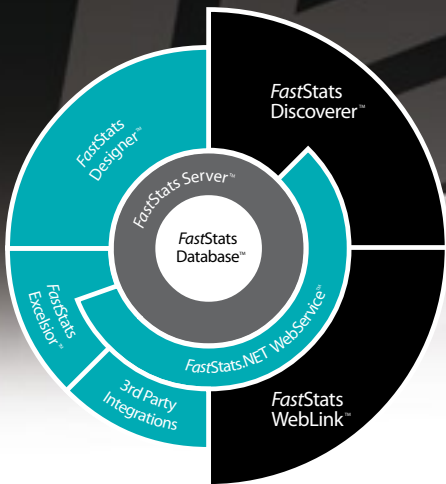 FastStats
Discoverer™
FastStats
Designer™
FastStats Server™
FastStats
Database™
FastStats
Excelsior™
FastStats.NET WebService™
3rd Party
Integrations
FastStats
WebLink™